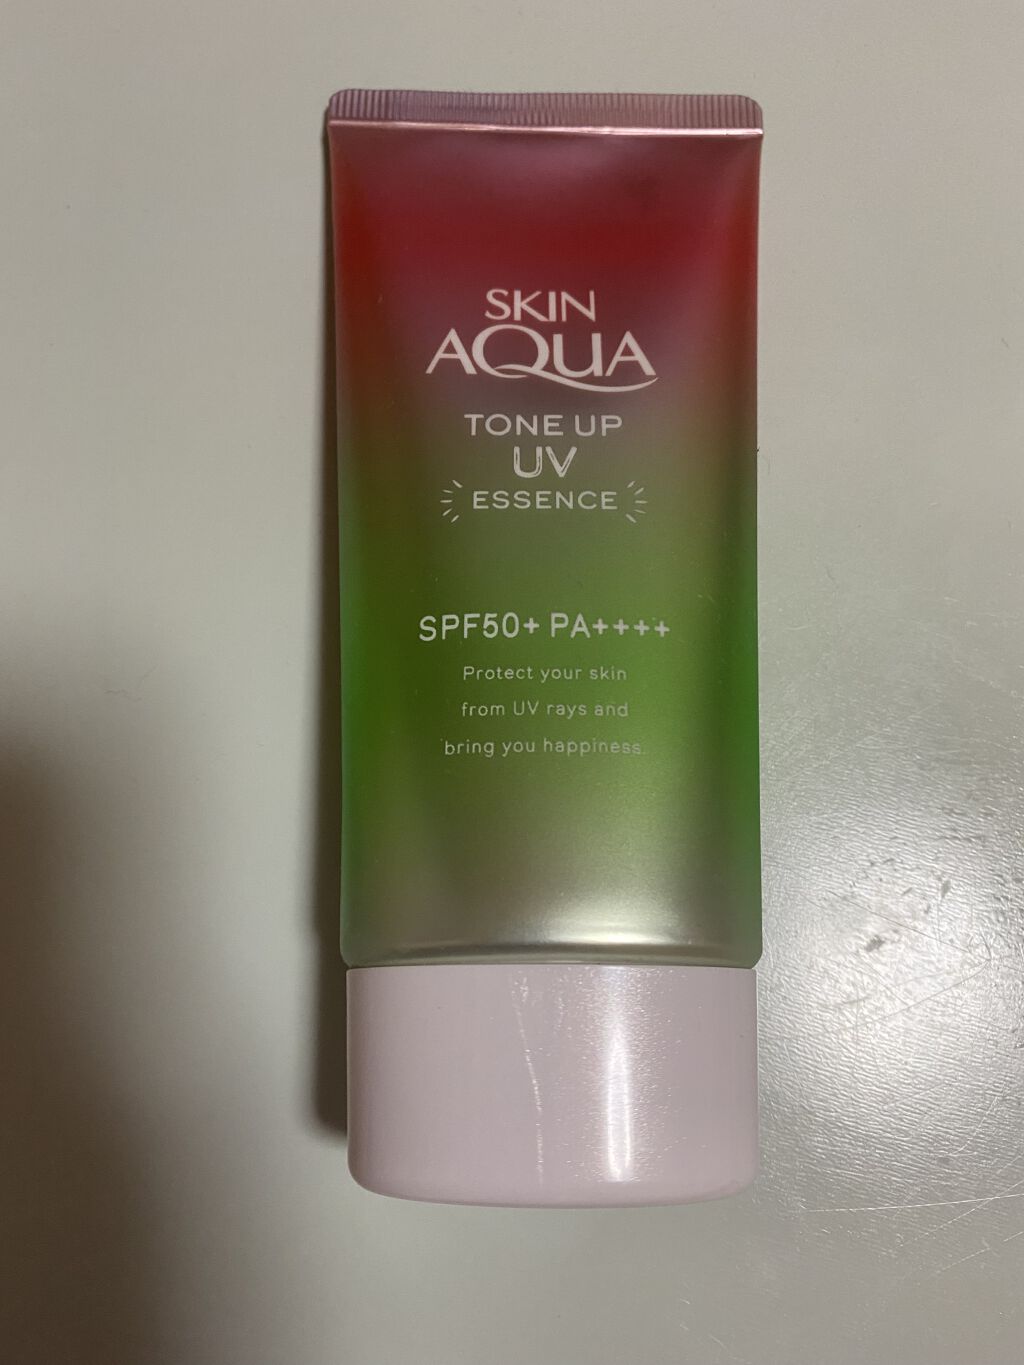 SKIN
AQUA
TONE UP
UV
ESSENCE
SPF50+ PA++++
Protect your skin
from UV rays and
bring you happiness.